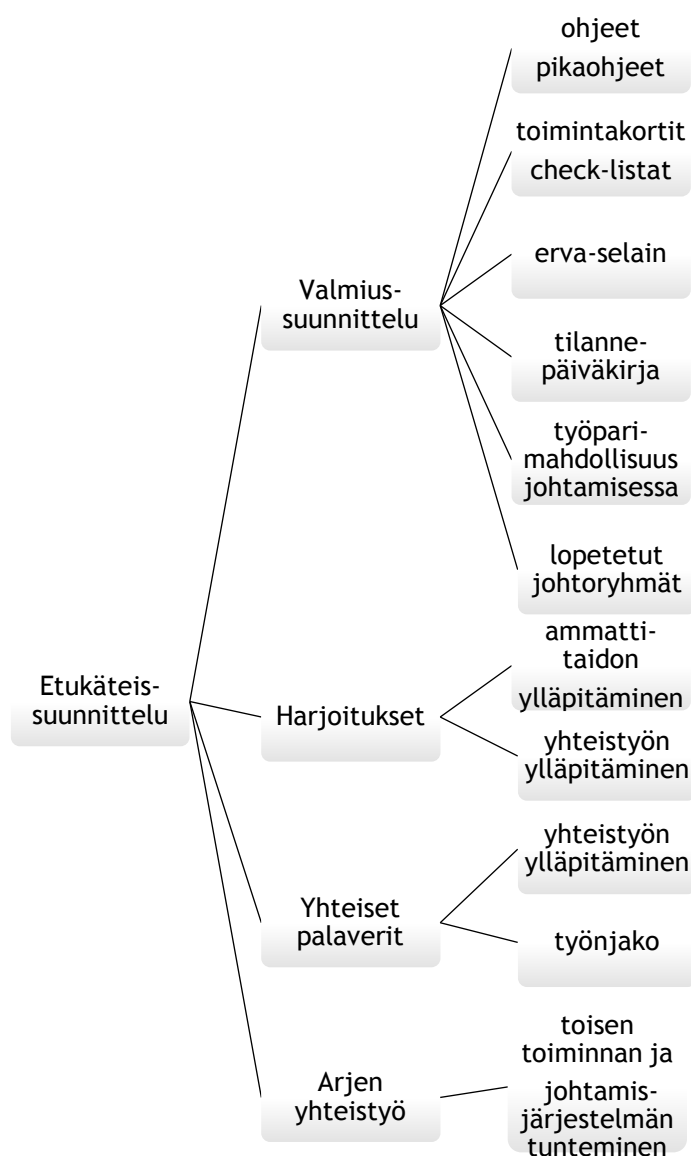 ohjeet
pikaohjeet
toimintakortit
check-listat
erva-selain
Valmius-
suunnittelu
tilanne-
päiväkirja
työpari-
mahdollisuus
johtamisessa
lopetetut
johtoryhmät
Etukäteis-
suunnittelu
Harjoitukset
ammatti-
taidon
ylläpitäminen
yhteistyön
ylläpitäminen
Yhteiset
palaverit
yhteistyön
ylläpitäminen
työnjako
Arjen
yhteistyö
toisen
toiminnan ja
johtamis-
järjestelmän
tunteminen